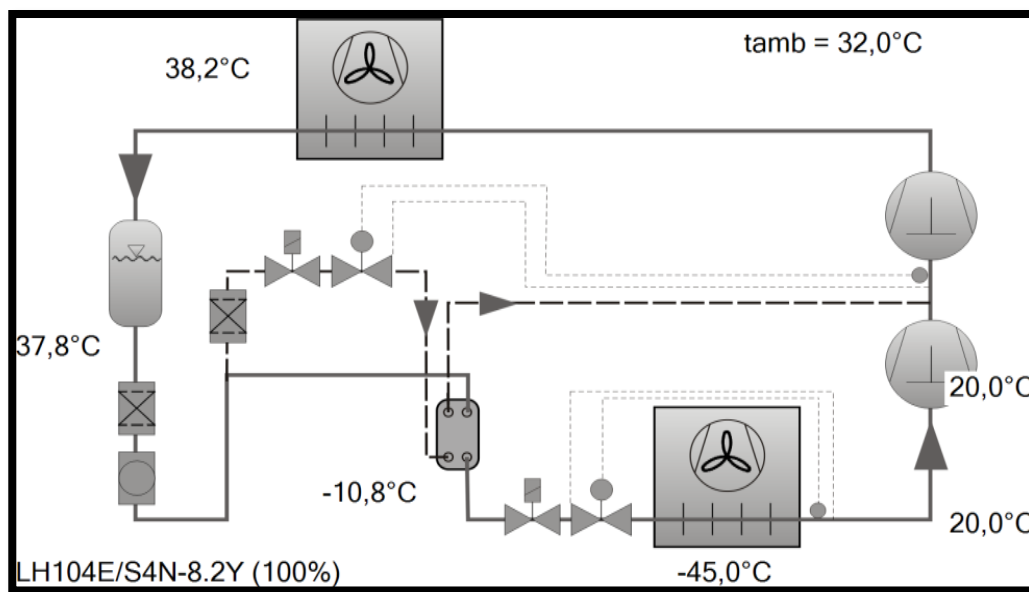 tamb = 32,0°C
38,2°C
37,8°C
20,0°C
-10,8°C
20,0°C
LH104E/S4N-8.2Y (100%)
-45,0°C